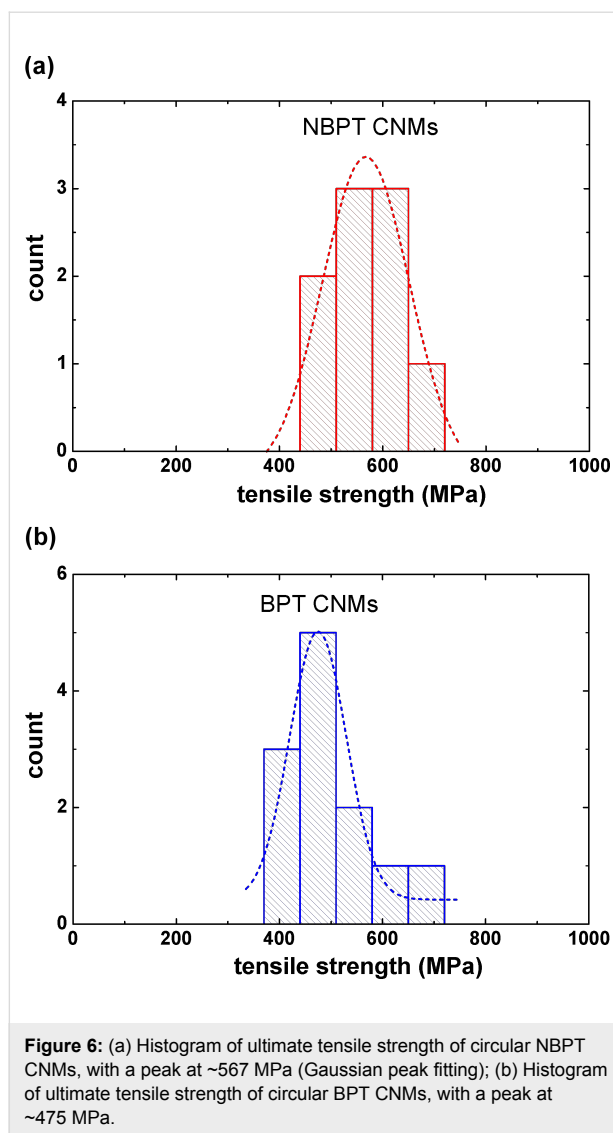 (a)
NBPT CNMs
4
3
2
1
0
count
0 200 400 600 800 1000
tensile strength (MPa)
(b)
BPT CNMs
6
4
2
0
count
0 200 400 600 800 1000
tensile strength (MPa)
Figure 6: (a) Histogram of ultimate tensile strength of circular NBPT
CNMs, with a peak at ~567 MPa (Gaussian peak fitting); (b) Histogram
of ultimate tensile strength of circular BPT CNMs, with a peak at
~475 MPa.